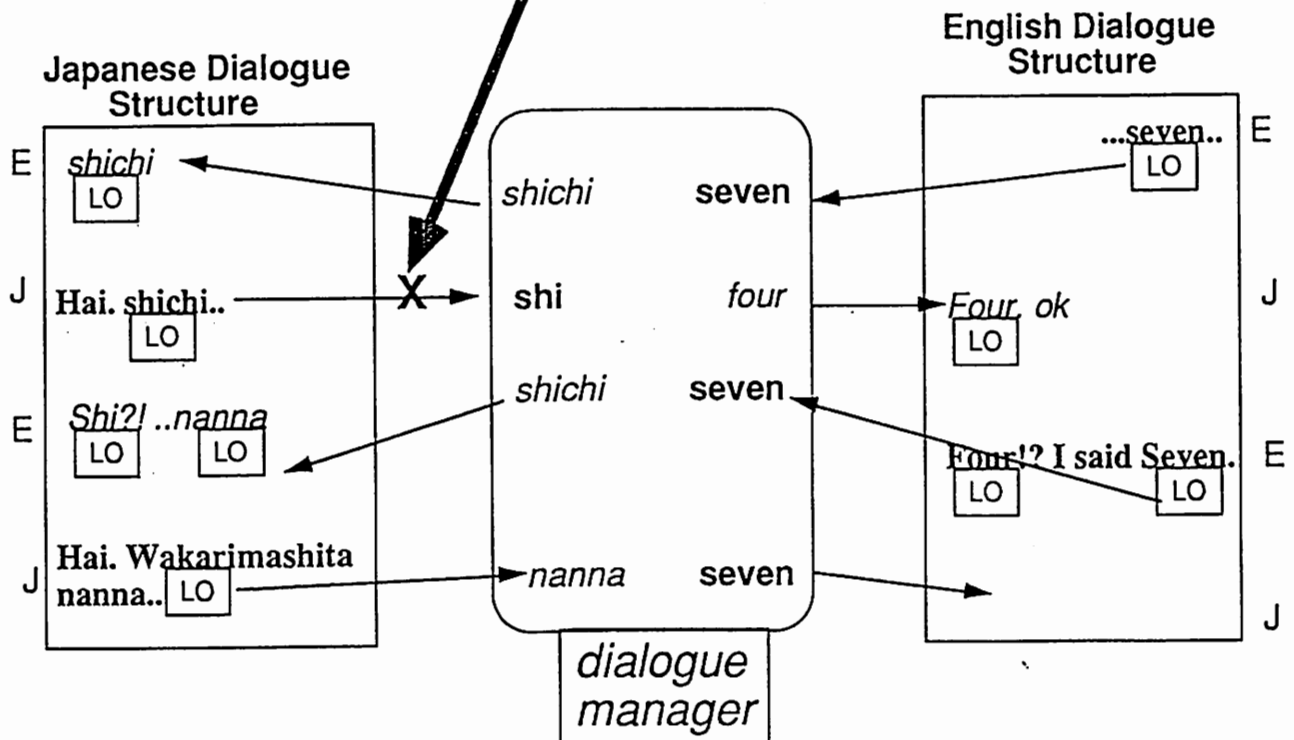 Japanese Dialogue
Structure
E
shichi
LO
J
Hai. shichi..
LO
E
Shi?! ..nanna
LO LO
Hai. Wakarimashita
J
nanna.. LO
X
shichi seven
shi four
shichi seven
nanna seven
dialogue
manager
English Dialogue
Structure
...seven.. E
LO
J
Four, ok
LO
Four!? I said Seven. E
LO LO
J